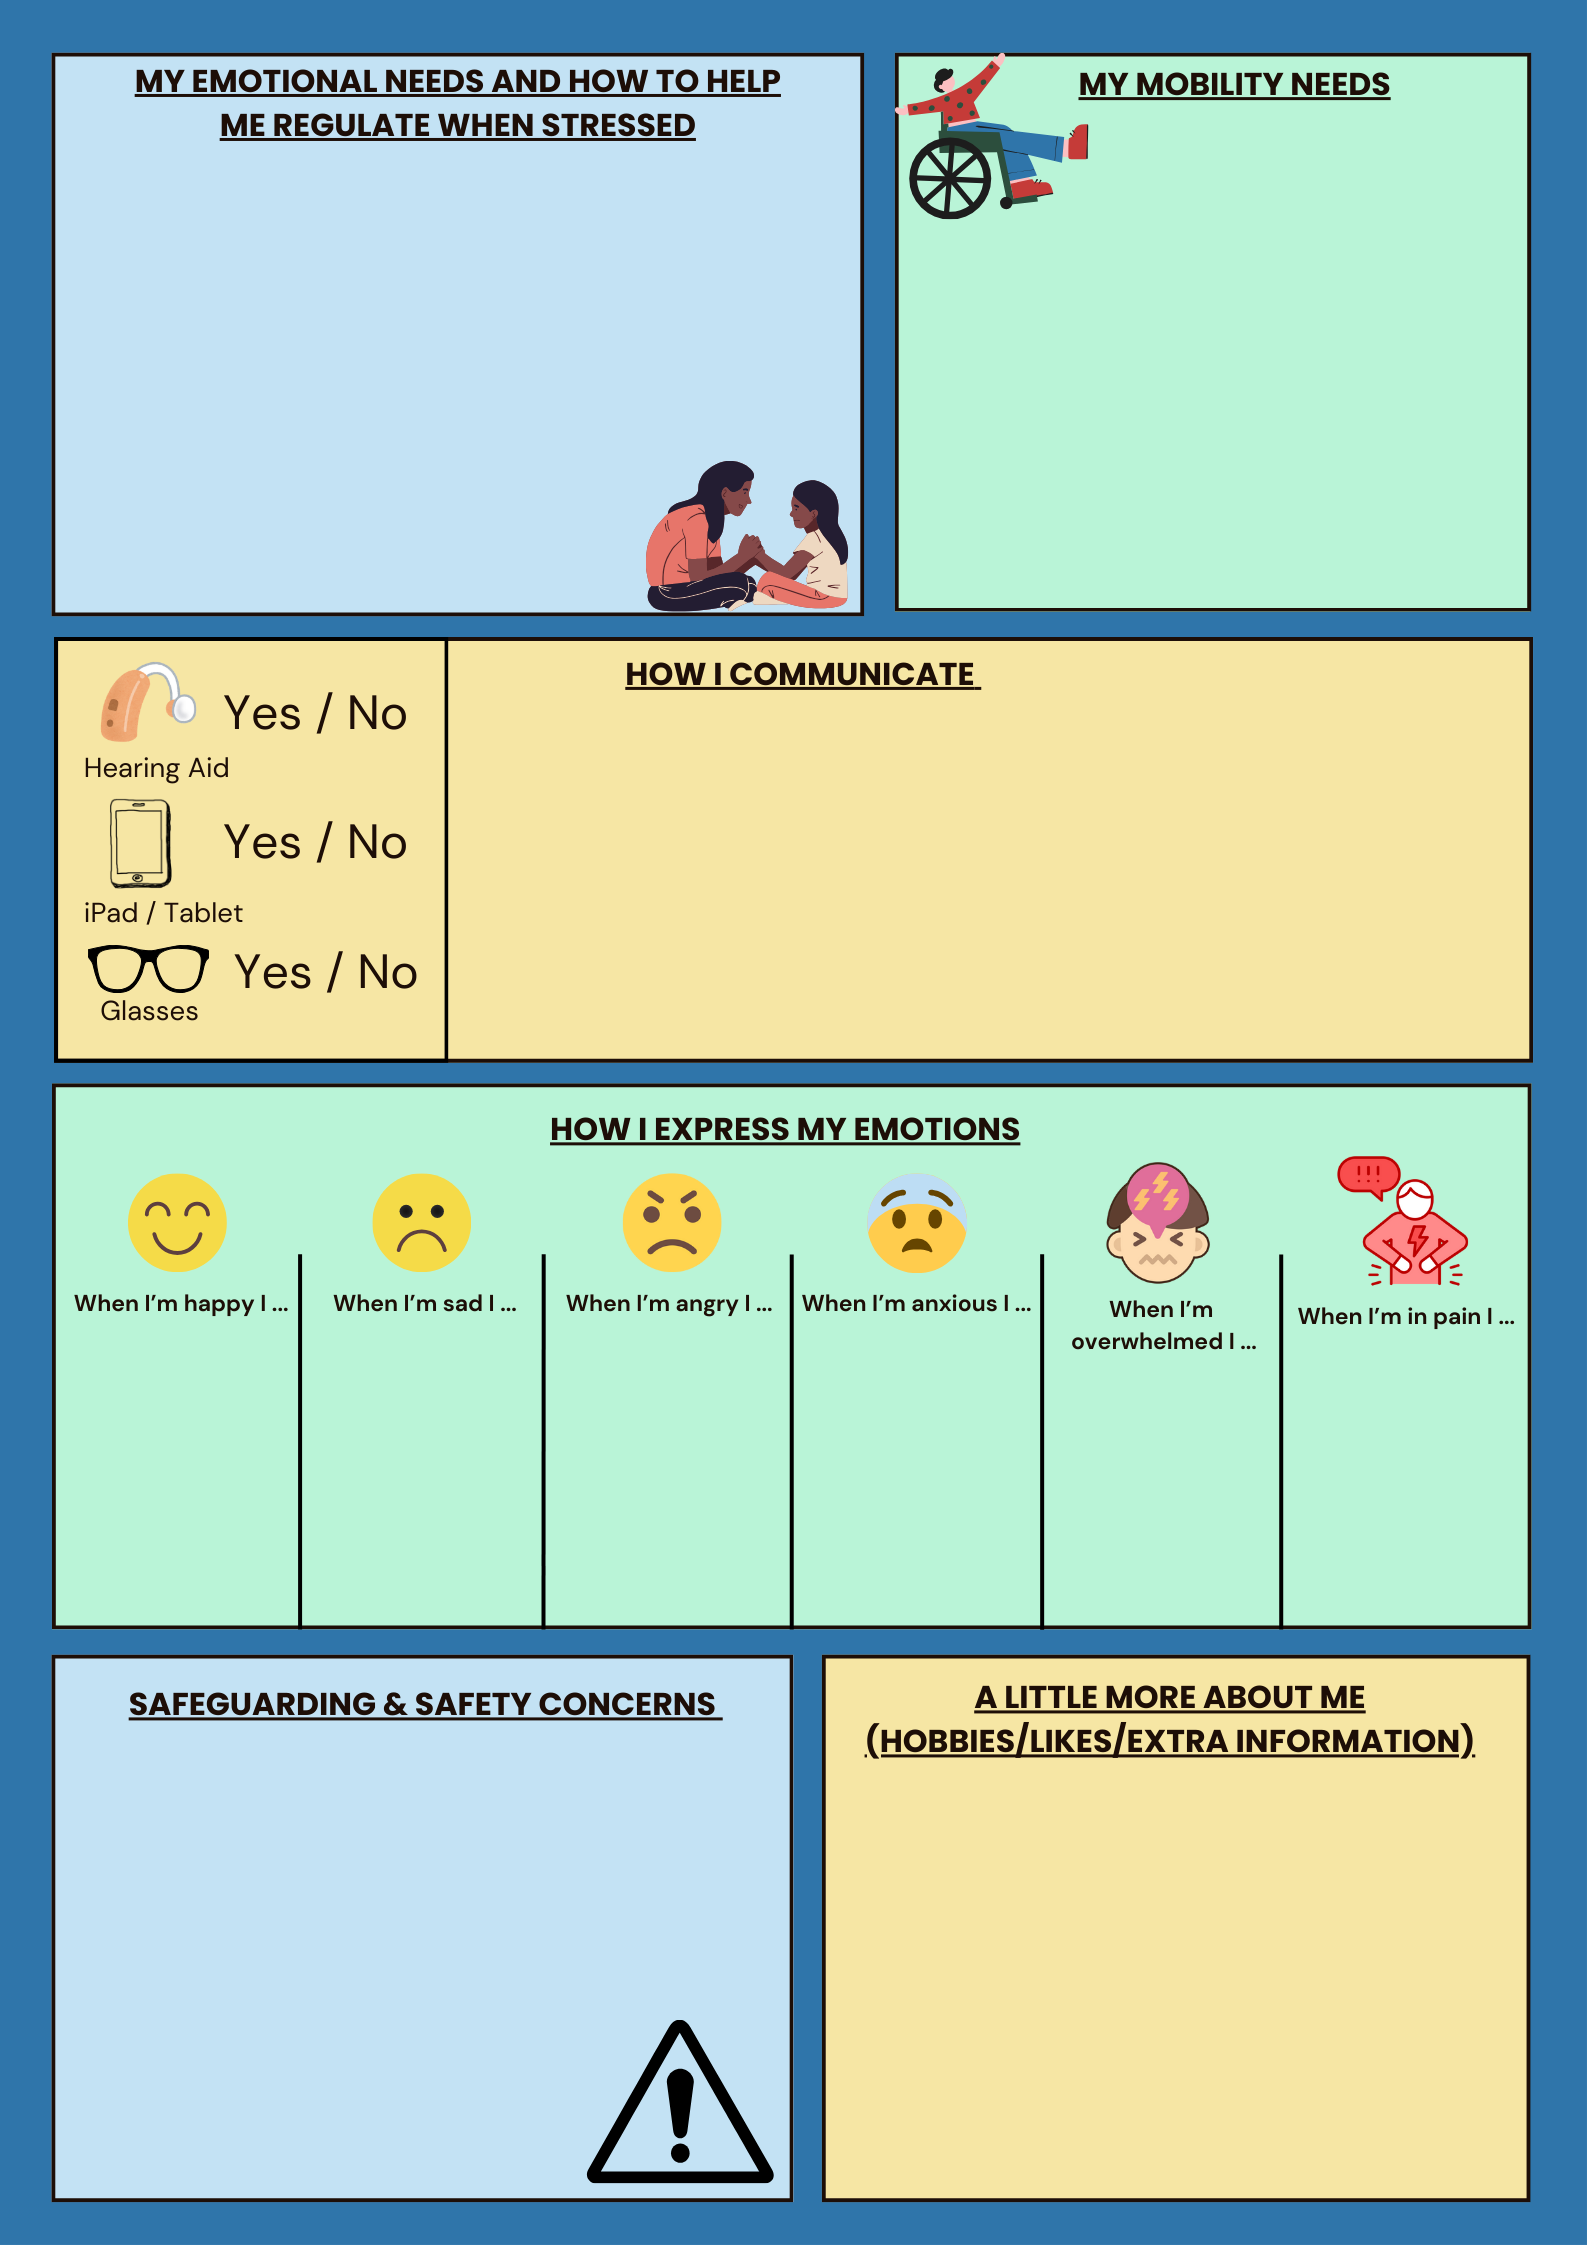 MY EMOTIONAL NEEDS AND HOW TO HELP
ME REGULATE WHEN STRESSED
MY MOBILITY NEEDS
Yes / No
Hearing Aid
Yes / No
iPad / Tablet
Yes / No
Glasses
HOW I COMMUNICATE
HOW I EXPRESS MY EMOTIONS
When I'm happy I ...
When I'm sad I ...
When I'm angry I ...
When I'm anxious I ...
When I'm
overwhelmed I ...
!!!
When I'm in pain I ...
SAFEGUARDING & SAFETY CONCERNS
!
A LITTLE MORE ABOUT ME
(HOBBIES/LIKES/EXTRA INFORMATION)